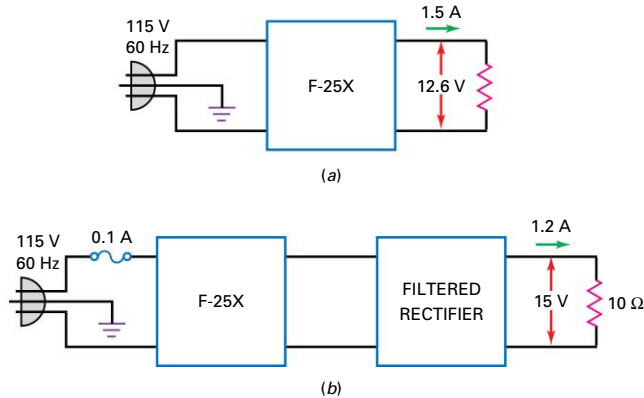 1.5 A
115 V
60 Hz
F-25X
12.6 V
(a)
1.2 A
115 V
60 Hz
0.1 A
F-25X
FILTERED
RECTIFIER
15 V
10 Ω
(b)